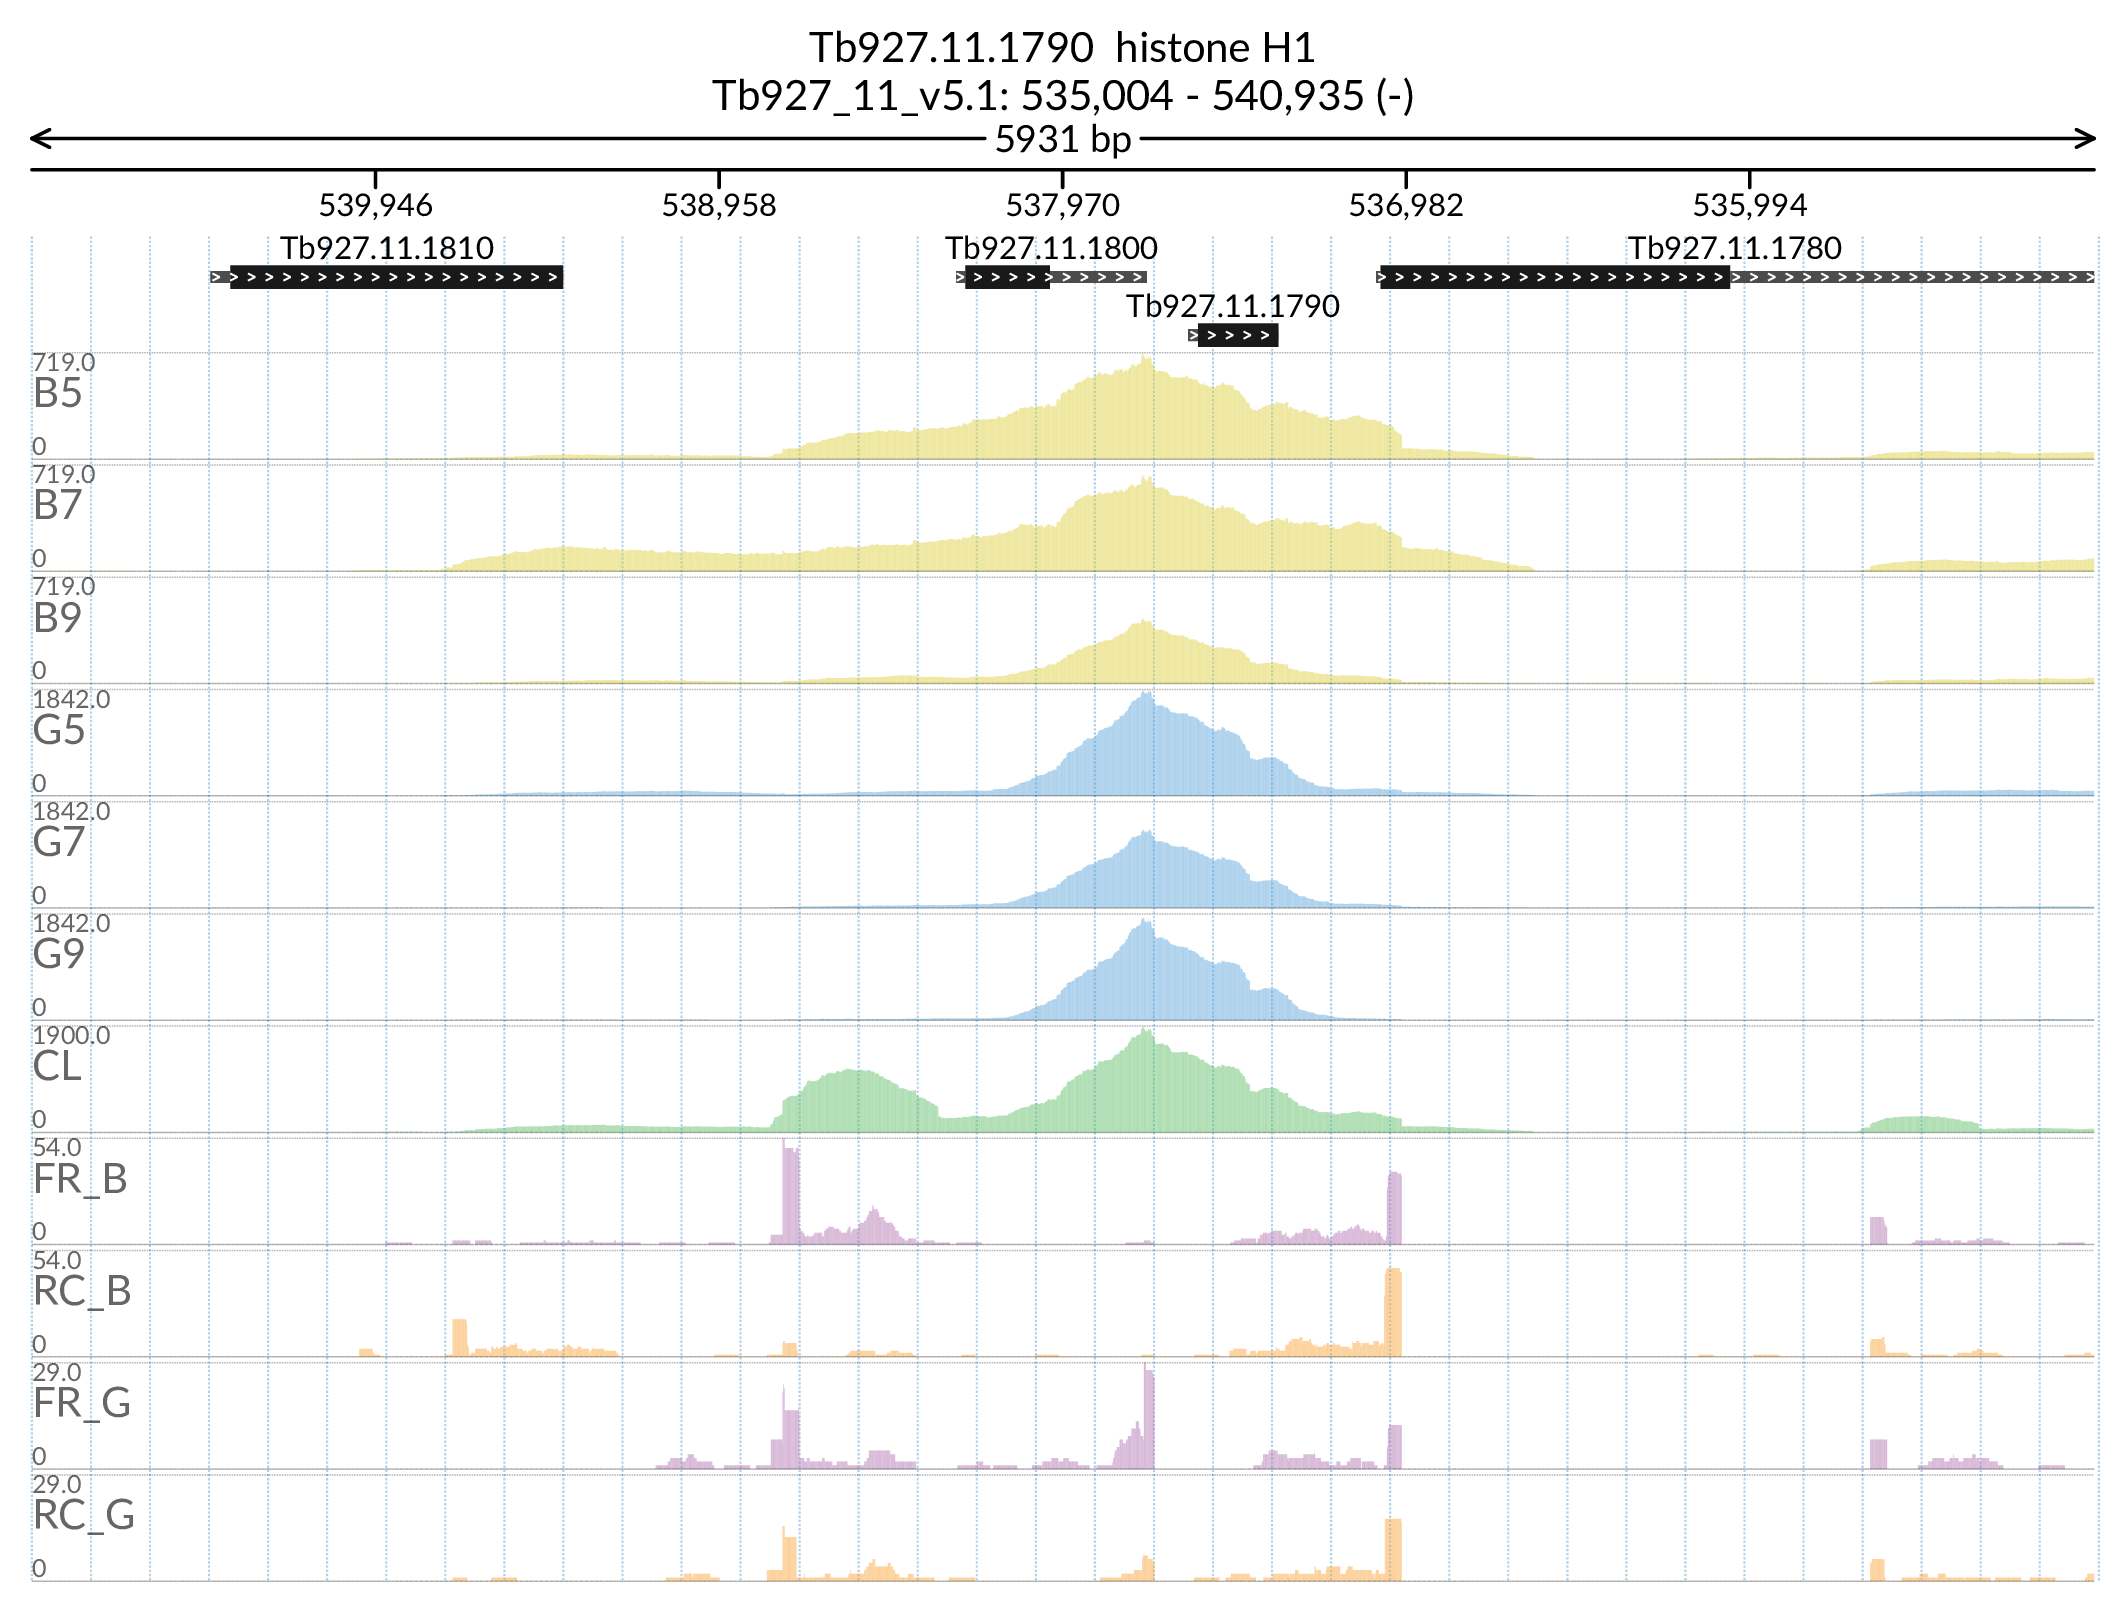 Tb927.11.1790  histone H1
Tb927_11_v5.1: 535,004 - 540,935 (-)
5931 bp
539,946 538,958 537,970 536,982 535,994
Tb927.11.1810 Tb927.11.1800 Tb927.11.1780
Tb927.11.1790
719.0
B5
0
719.0
B7
0
719.0
B9
0
1842.0
G5
0
1842.0
G7
0
1842.0
G9
0
1900.0
CL
0
54.0
FR_B
0
54.0
RC_B
0
29.0
FR_G
0
29.0
RC_G
0